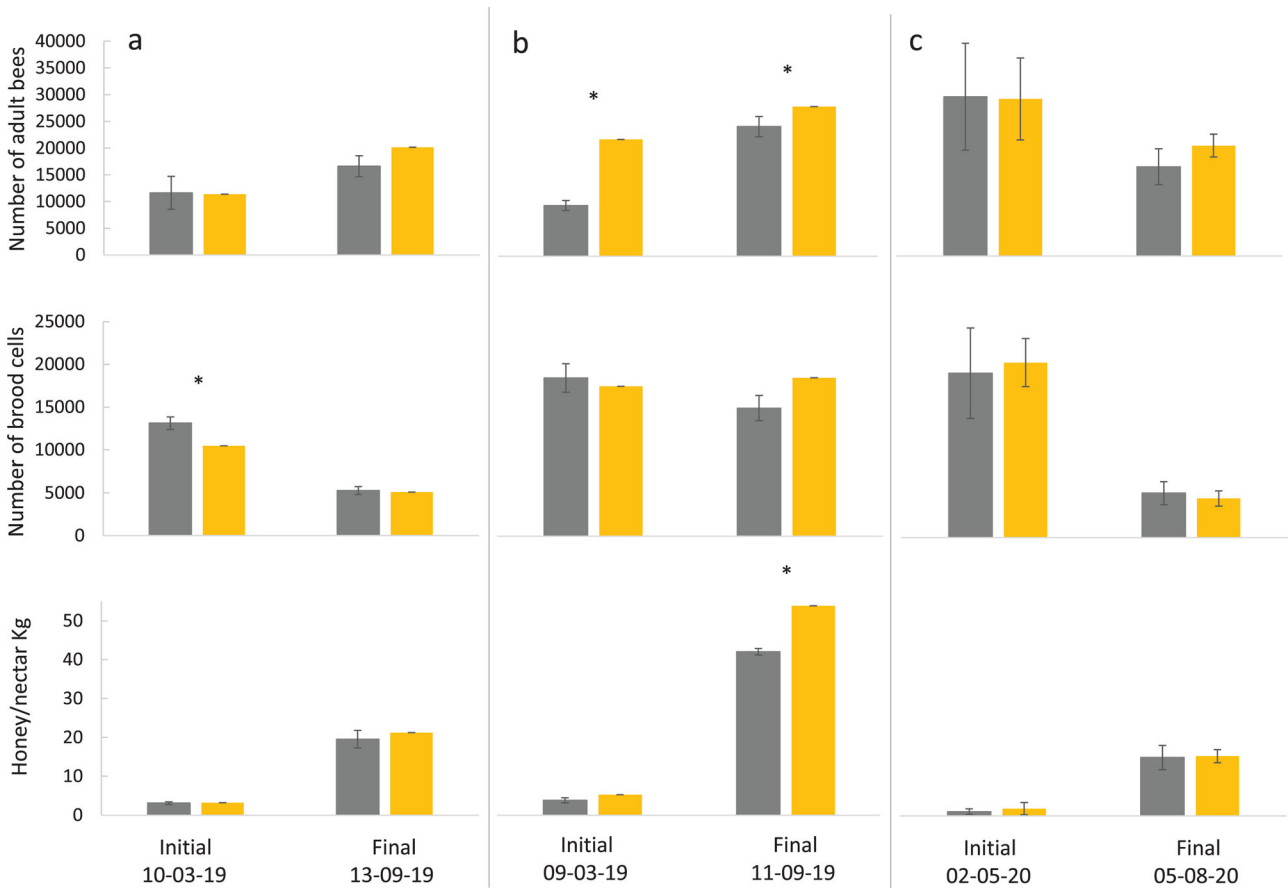 a
b
c
Number of adult bees
40000
35000
30000
25000
20000
15000
10000
5000
0
*
*
Number of brood cells
25000
20000
15000
10000
5000
0
*
Honey/nectar Kg
50
40
30
20
10
0
*
Initial
10-03-19
Final
13-09-19
Initial
09-03-19
Final
11-09-19
Initial
02-05-20
Final
05-08-20